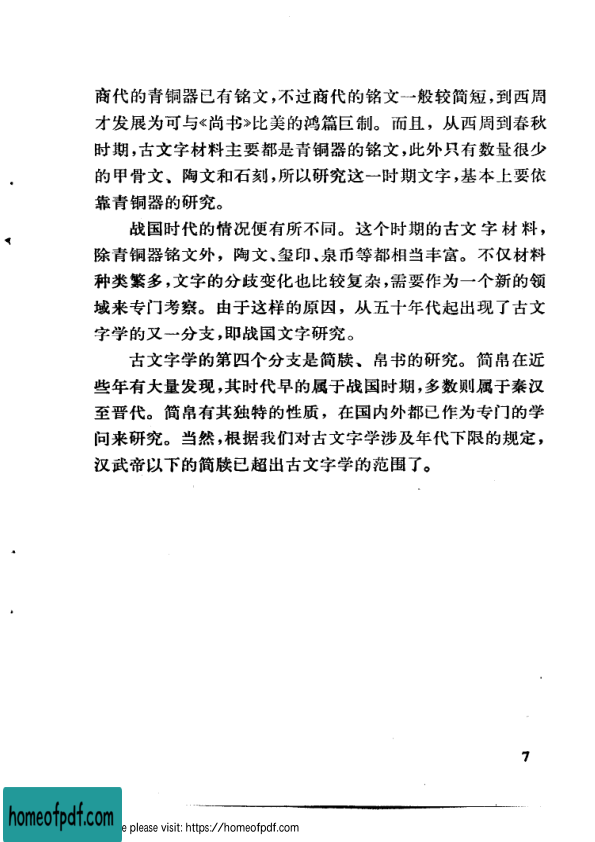 商代的青铜器已有铭文,不过商代的铭文一般较简短,到西周
才发展为可与《尚书》比美的鸿篇巨制。而且，从西周到春秋
时期,古文字材料主要都是青铜器的铭文,此外只有数量很少
的甲骨文、陶文和石刻,所以研究这一时期文字,基本上要依
靠青铜器的研究。
战国时代的情况便有所不同。这个时期的古文字材料，
除青铜器铭文外，陶文、玺印、泉币等都相当丰富。不仅材料
种类繁多,文字的分歧变化也比较复杂,需要作为一个新的领
域来专门考察。由于这样的原因，从五十年代起出现了古文
字学的又一分支,即战国文字研究。
古文字学的第四个分支是简牍、帛书的研究。简帛在近
些年有大量发现,其时代早的属于战国时期,多数则属于秦汉
至晋代。简帛有其独特的性质，在国内外都已作为专门的学
问来研究。当然,根据我们对古文字学涉及年代下限的规定,
汉武帝以下的简牍已超出古文字学的范围了。
7
homeofpdf.com
e please visit: https://homeofpdf.com